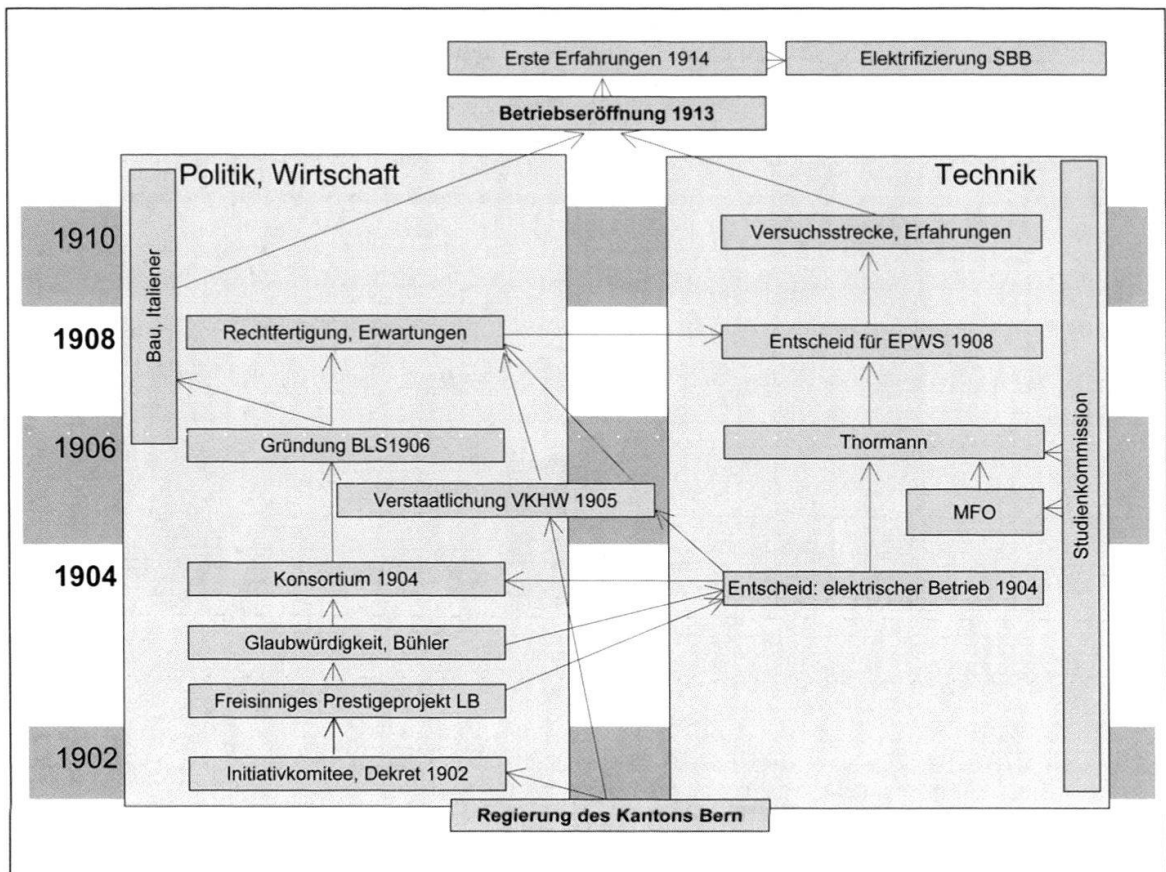 Erste Erfahrungen 1914
Elektrifizierung SBB
Betriebseröffnung 1913
Politik, Wirtschaft
Technik
1910
Bau, Italiener
Versuchsstrecke, Erfahrungen
1908
Rechtfertigung, Erwartungen
Entscheid für EPWS 1908
1906
Gründung BLS1906
Thormann
Studienkommission
Verstaatlichung VKHW 1905
MFO
1904
Konsortium 1904
Entscheid: elektrischer Betrieb 1904
Glaubwürdigkeit, Bühler
Freisinniges Prestigeprojekt LB
1902
Initiativkomitee, Dekret 1902
Regierung des Kantons Bern